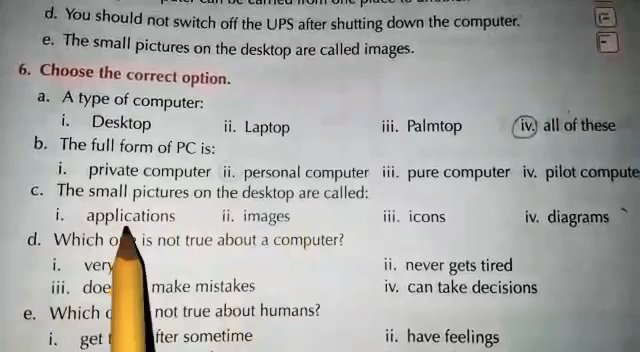 d. You should not switch off the UPS after shutting down the computer. F
e. The small pictures on the desktop are called images. F
6. Choose the correct option.
a. A type of computer:
i. Desktop ii. Laptop iii. Palmtop iv. all of these
b. The full form of PC is:
i. private computer ii. personal computer iii. pure computer iv. pilot compute
c. The small pictures on the desktop are called:
i. applications ii. images iii. icons iv. diagrams
d. Which is not true about a computer?
i. very ii. never gets tired
iii. make mistakes iv. can take decisions
e. Which not true about humans?
i. get sometime ii. have feelings